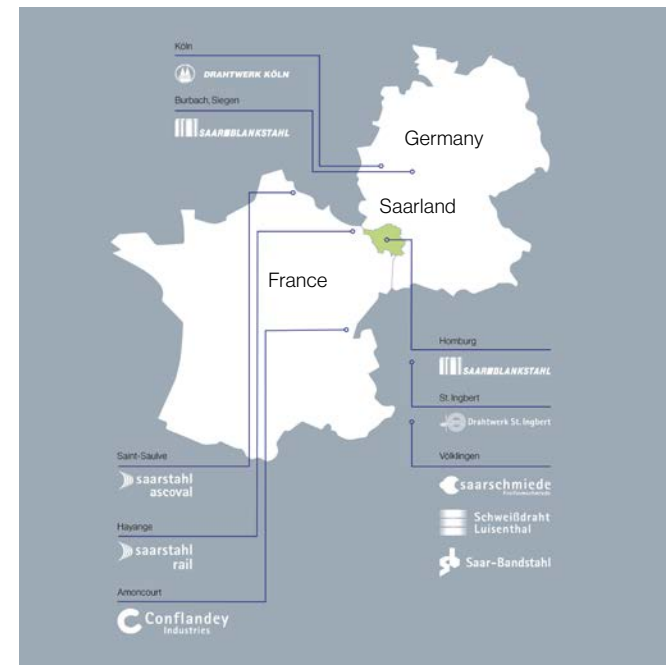 Köln
DRAHTWERK KÖLN
Burbach, Siegen
SAARBLANKSTAHL
Germany
Saarland
France
Homburg
SAARBLANKSTAHL
St. Ingbert
Drahtwerk St. Ingbert
Völklingen
saarschmiede
Freiformschmiede
Schweißdraht
Luisenthal
Saar-Bandstahl
Saint-Saulve
saarstahl
ascoval
Hayange
saarstahl
rail
Amoncourt
Conflandey
Industries